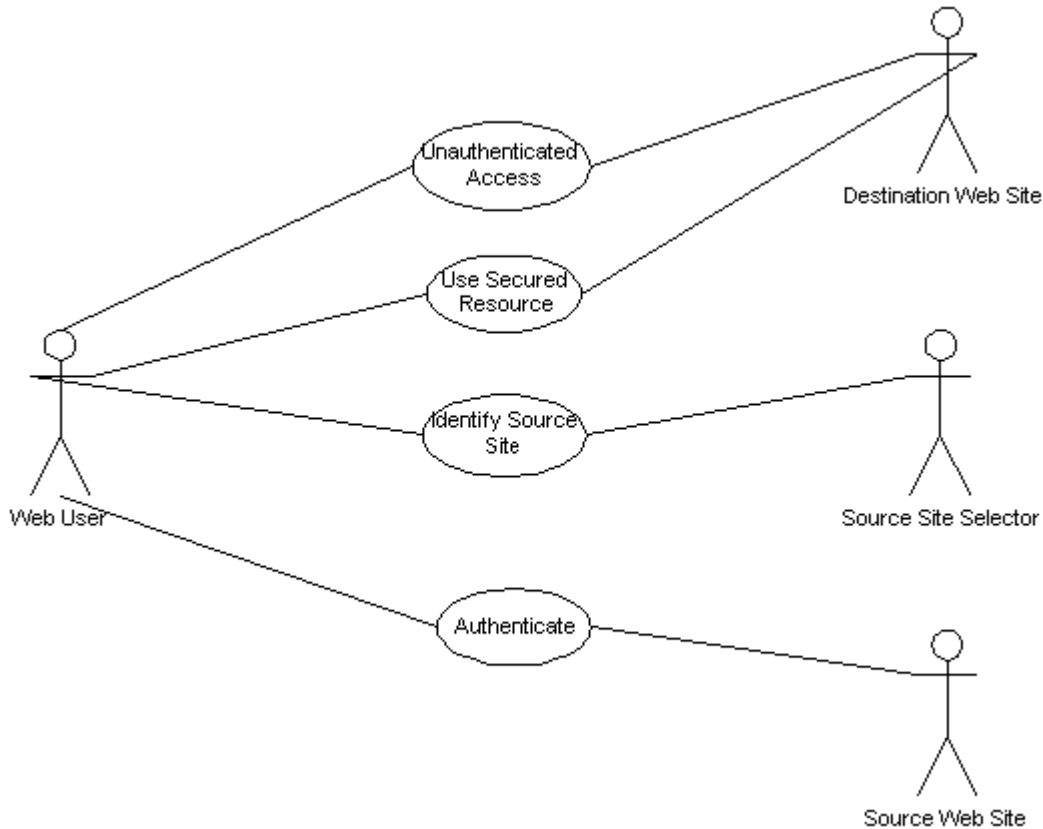 Unauthenticated
Access
Destination Web Site
Use Secured
Resource
Identify Source
Site
Web User
Source Site Selector
Authenticate
Source Web Site